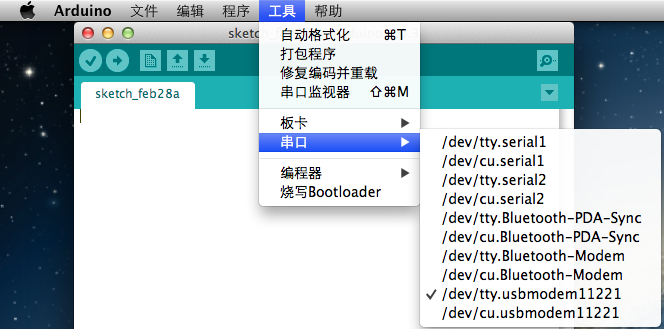 Arduino 文件 编辑 程序 工具 帮助
sketch_
sketch_feb28a
自动格式化 ⌘T
打包程序
修复编码并重载
串口监视器 ⇧⌘M
板卡
串口
编程器
烧写Bootloader
/dev/tty.serial1
/dev/cu.serial1
/dev/tty.serial2
/dev/cu.serial2
/dev/tty.Bluetooth-PDA-Sync
/dev/cu.Bluetooth-PDA-Sync
/dev/tty.Bluetooth-Modem
/dev/cu.Bluetooth-Modem
/dev/tty.usbmodem11221
/dev/cu.usbmodem11221